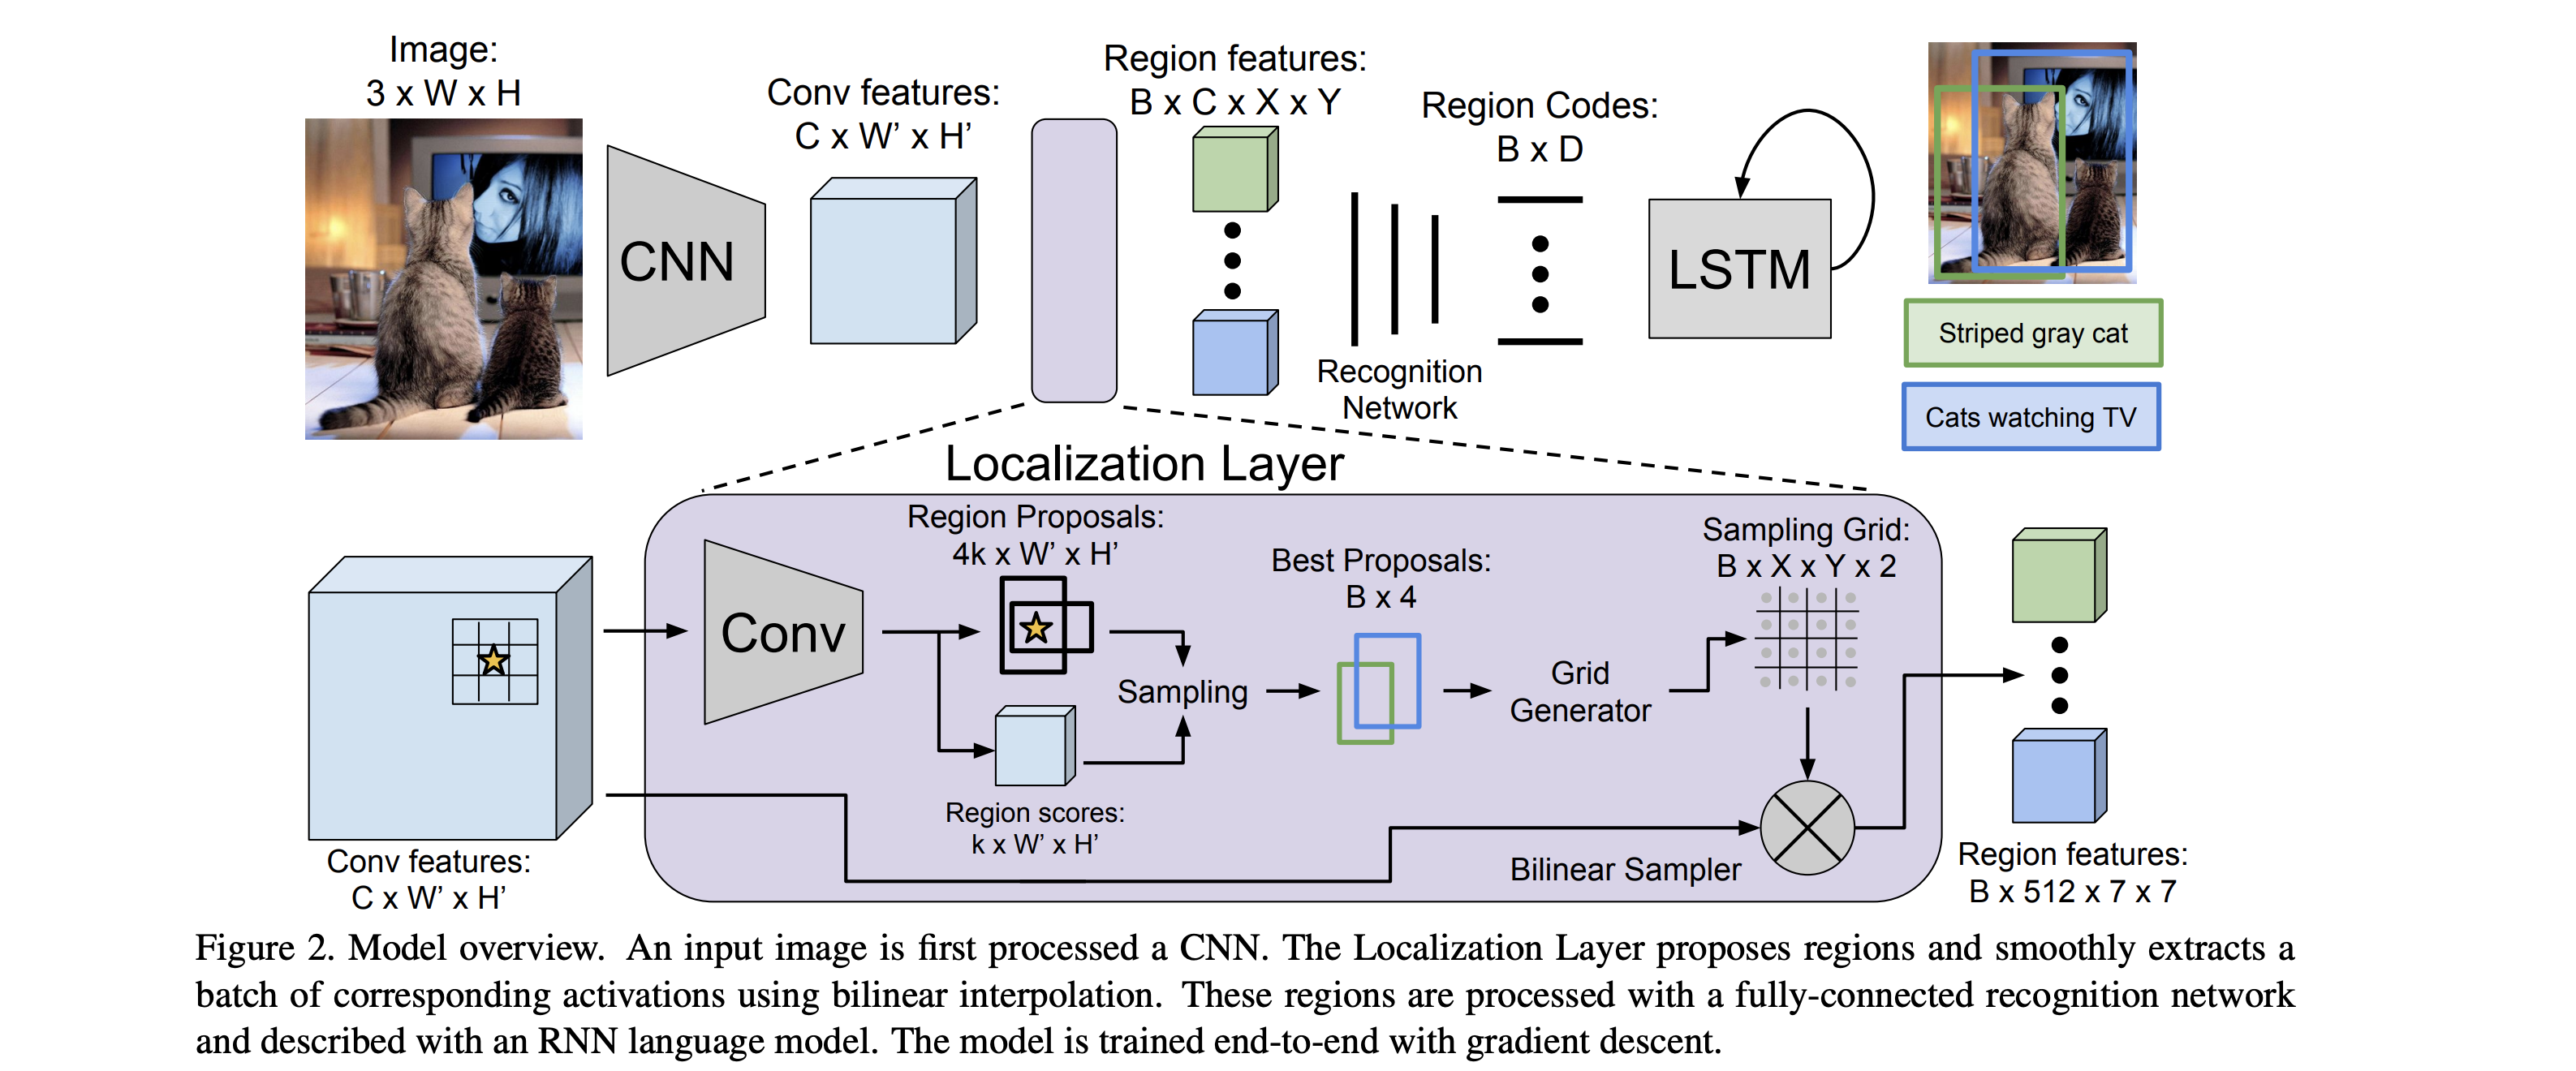 Image:
3 x W x H
CNN
Conv features:
C x W’ x H’
Region features:
B x C x X x Y
Recognition
Network
Region Codes:
B x D
LSTM
Striped gray cat
Cats watching TV
Localization Layer
Conv features:
C x W’ x H’
Conv
Region Proposals:
4k x W’ x H’
Region scores:
k x W’ x H’
Sampling
Best Proposals:
B x 4
Grid
Generator
Sampling Grid:
B x X x Y x 2
Bilinear Sampler
Region features:
B x 512 x 7 x 7
Figure 2. Model overview. An input image is first processed a CNN. The Localization Layer proposes regions and smoothly extracts a
batch of corresponding activations using bilinear interpolation. These regions are processed with a fully-connected recognition network
and described with an RNN language model. The model is trained end-to-end with gradient descent.